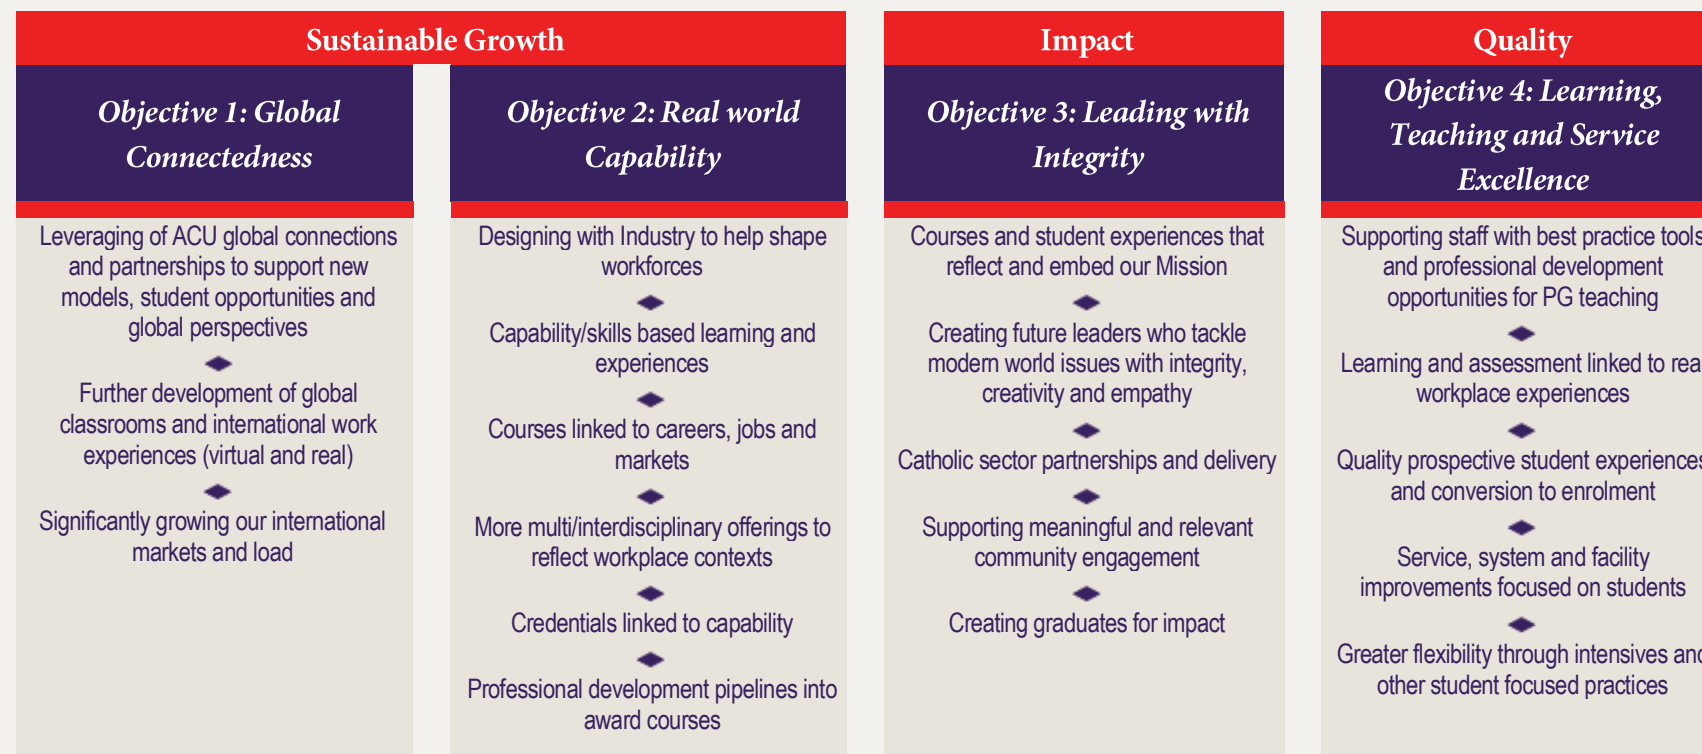 Sustainable Growth
Objective 1: Global
Connectedness
Leveraging of ACU global connections
and partnerships to support new
models, student opportunities and
global perspectives
Further development of global
classrooms and international work
experiences (virtual and real)
Significantly growing our international
markets and load
Objective 2: Real world
Capability
Designing with Industry to help shape
workforces
Capability/skills based learning and
experiences
Courses linked to careers, jobs and
markets
More multi/interdisciplinary offerings to
reflect workplace contexts
Credentials linked to capability
Professional development pipelines into
award courses
Impact
Objective 3: Leading with
Integrity
Courses and student experiences that
reflect and embed our Mission
Creating future leaders who tackle
modern world issues with integrity,
creativity and empathy
Catholic sector partnerships and delivery
Supporting meaningful and relevant
community engagement
Creating graduates for impact
Quality
Objective 4: Learning,
Teaching and Service
Excellence
Supporting staff with best practice tools
and professional development
opportunities for PG teaching
Learning and assessment linked to rea
workplace experiences
Quality prospective student experiences
and conversion to enrolment
Service, system and facility
improvements focused on students
Greater flexibility through intensives and
other student focused practices